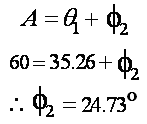 A = θ₁ + ϕ₂
60 = 35.26 + ϕ₂
∴ ϕ₂ = 24.73°